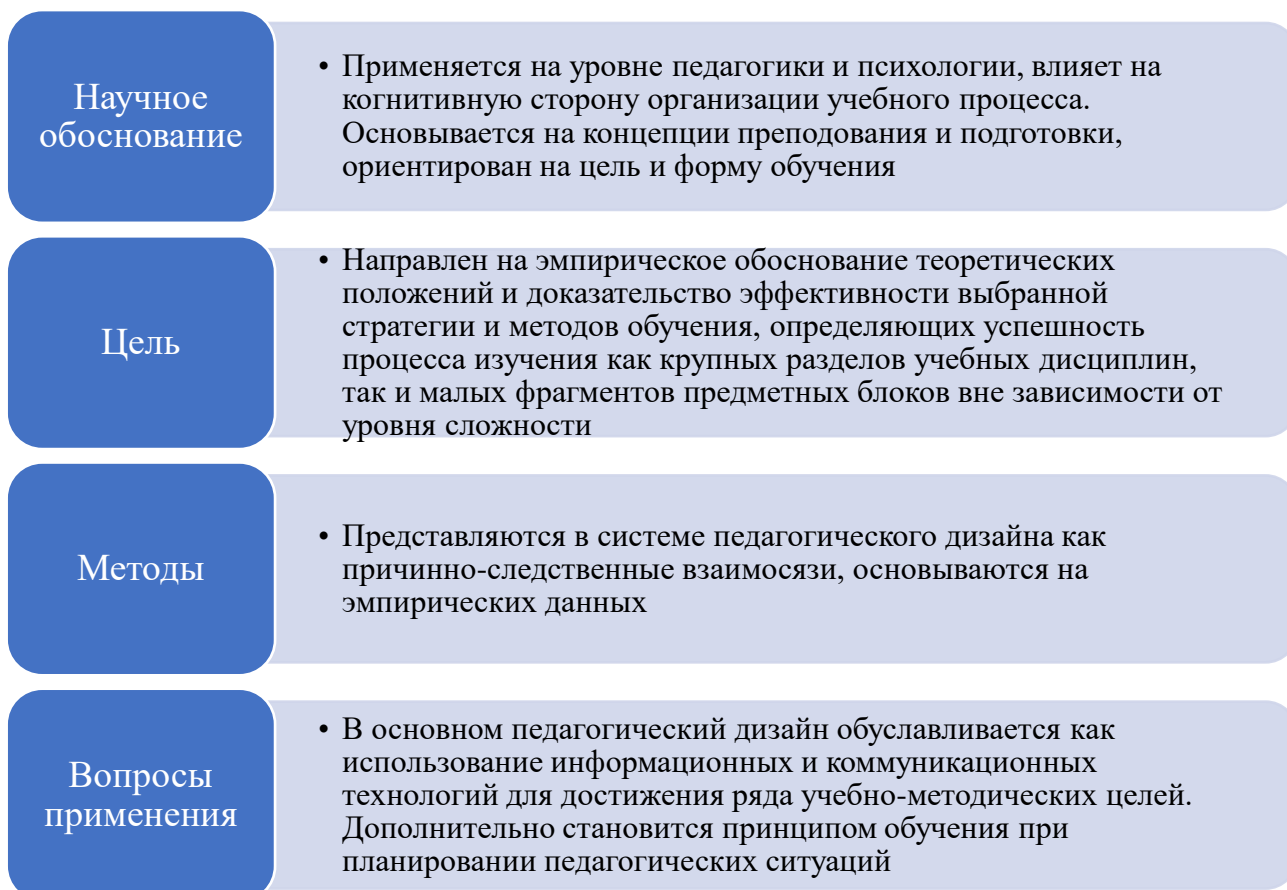 Научное
обоснование
• Применяется на уровне педагогики и психологии, влияет на
когнитивную сторону организации учебного процесса.
Основывается на концепции преподования и подготовки,
ориентирован на цель и форму обучения
Цель
• Направлен на эмпирическое обоснование теоретических
положений и доказательство эффективности выбранной
стратегии и методов обучения, определяющих успешность
процесса изучения как крупных разделов учебных дисциплин,
так и малых фрагментов предметных блоков вне зависимости от
уровня сложности
Методы
• Представляются в системе педагогического дизайна как
причинно-следственные взаимосязи, основываются на
эмпирических данных
Вопросы
применения
• В основном педагогический дизайн обуславливается как
использование информационных и коммуникационных
технологий для достижения ряда учебно-методических целей.
Дополнительно становится принципом обучения при
планировании педагогических ситуаций